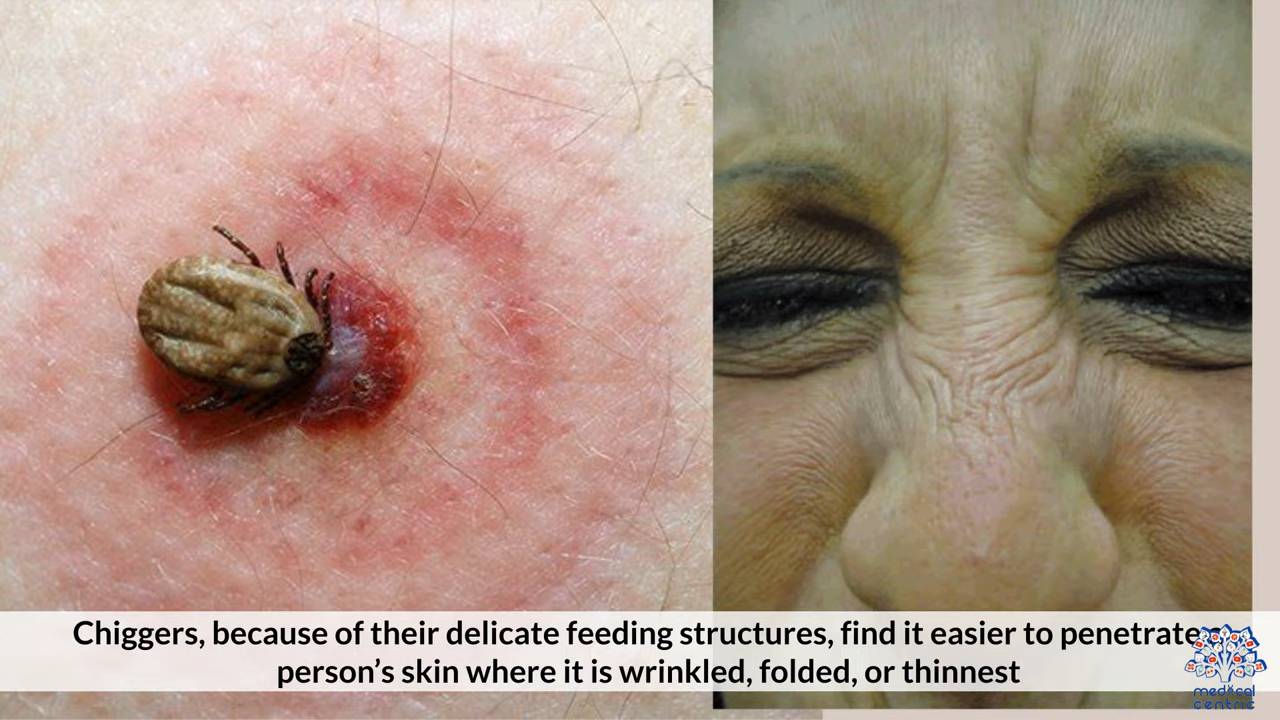 Chiggers, because of their delicate feeding structures, find it easier to penetrate
person’s skin where it is wrinkled, folded, or thinnest
medical
centric